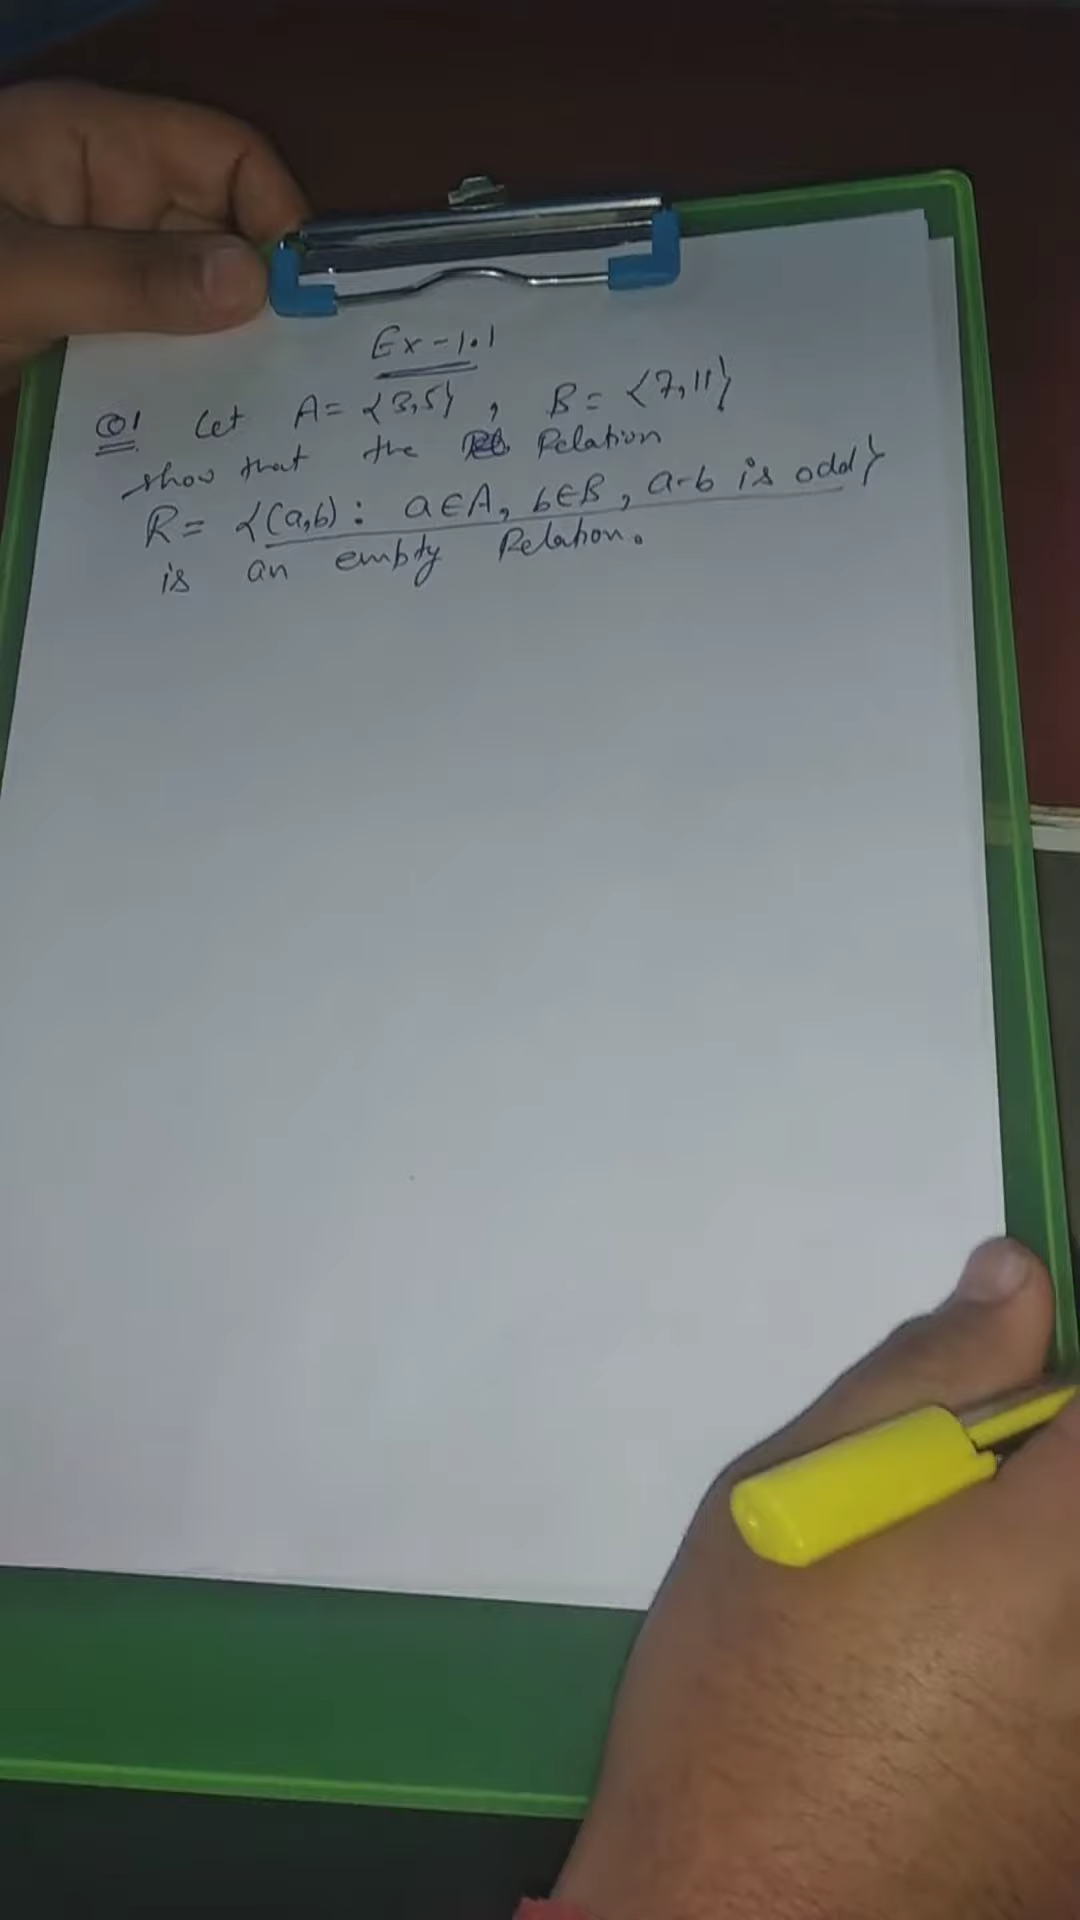 Ex-1.1
Q1 Let A= {3,5} , B= {7,11}
show that the Relation
R= {(a,b): a∈A, b∈B, a-b is odd}
is an empty Relation.